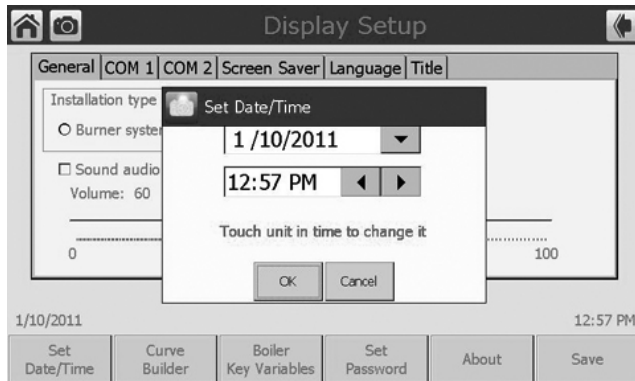 Display Setup
General COM 1 COM 2 Screen Saver Language Title
Installation type
Set Date/Time
Burner syste
1 /10/2011
Sound audio
12:57 PM
Volume: 60
Touch unit in time to change it
0 100
OK Cancel
1/10/2011 12:57 PM
Set Date/Time
Curve Builder
Boiler Key Variables
Set Password
About
Save